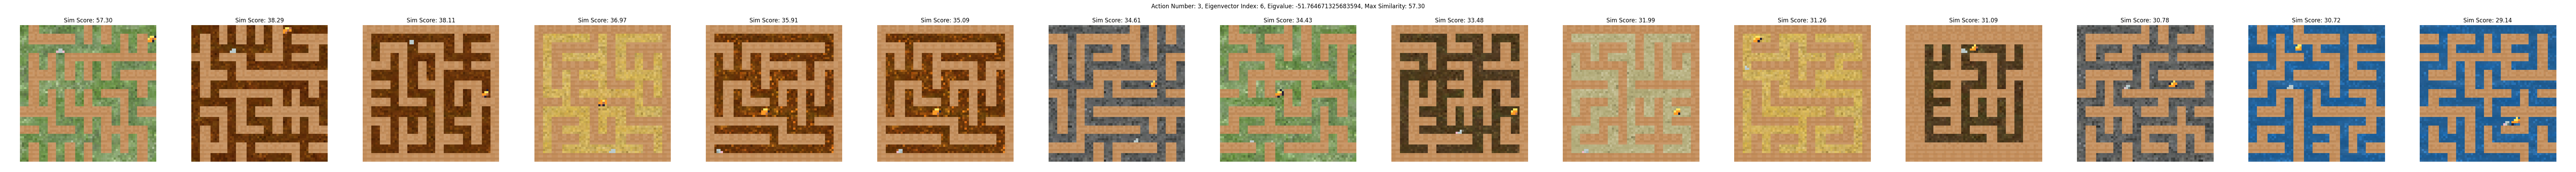 Action Number: 3, Eigenvector Index: 6, Eigvalue: -51.764671325683594, Max Similarity: 57.30
Sim Score: 57.30
Sim Score: 38.29
Sim Score: 38.11
Sim Score: 36.97
Sim Score: 35.91
Sim Score: 35.09
Sim Score: 34.61
Sim Score: 34.43
Sim Score: 33.48
Sim Score: 31.99
Sim Score: 31.26
Sim Score: 31.09
Sim Score: 30.78
Sim Score: 30.72
Sim Score: 29.14